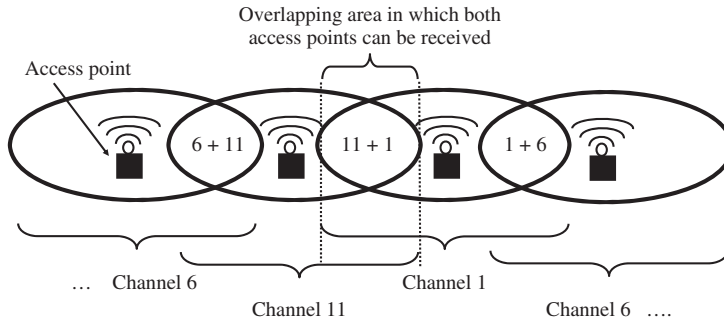 Overlapping area in which both
access points can be received
Access point
6 + 11
11 + 1
1 + 6
… Channel 6
Channel 1
Channel 11
Channel 6 ….